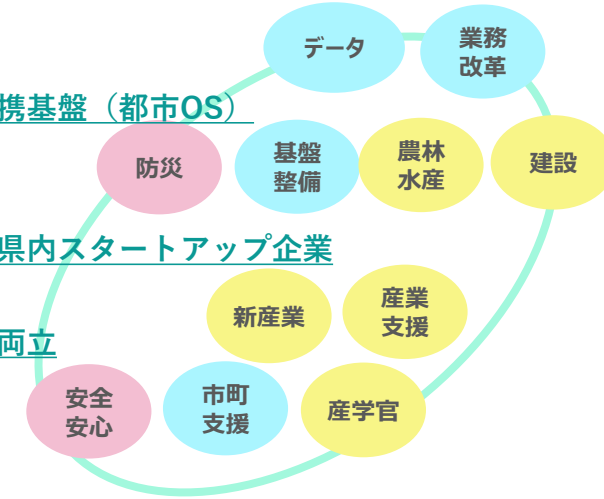 データ
業務
改革
携基盤（都市OS）
防災
基盤
整備
農林
水産
建設
県内スタートアップ企業
新産業
産業
支援
両立
安全
安心
市町
支援
産学官